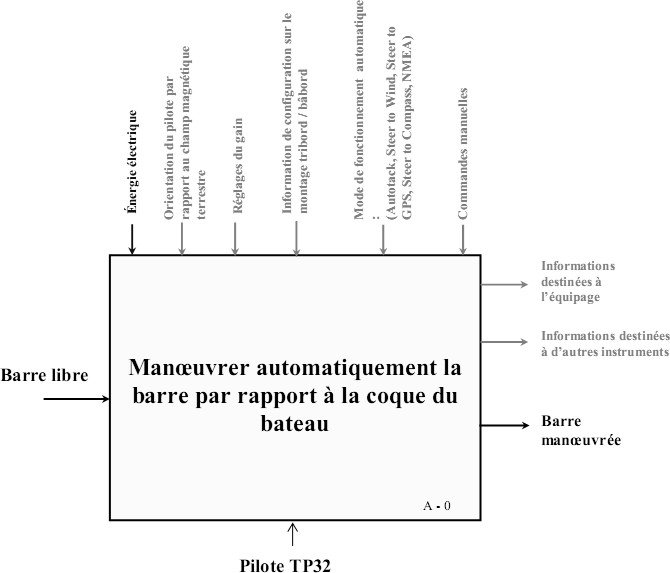 Énergie électrique
Orientation du pilote par
rapport au champ magnétique
terrestre
Réglages du gain
Information de configuration sur le
montage tribord / bâbord
Mode de fonctionnement automatique
:
(Autotack, Steer to Wind, Steer to
GPS, Steer to Compass, NMEA)
Commandes manuelles
Informations
destinées à
l'équipage
Informations destinées
à d'autres instruments
Barre libre
Manœuvrer automatiquement la
barre par rapport à la coque du
bateau
Barre
manœuvrée
A - 0
Pilote TP32